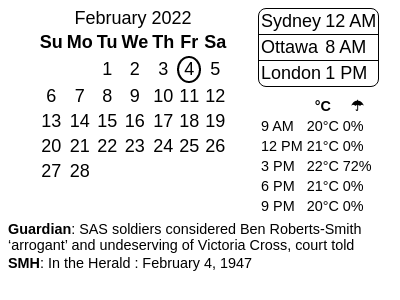 February 2022
Su Mo Tu We Th Fr Sa
1 2 3 4 5
6 7 8 9 10 11 12
13 14 15 16 17 18 19
20 21 22 23 24 25 26
27 28
Sydney 12 AM
Ottawa 8 AM
London 1 PM
°C ☂
9 AM 20°C 0%
12 PM 21°C 0%
3 PM 22°C 72%
6 PM 21°C 0%
9 PM 20°C 0%
Guardian: SAS soldiers considered Ben Roberts-Smith
‘arrogant’ and undeserving of Victoria Cross, court told
SMH: In the Herald : February 4, 1947